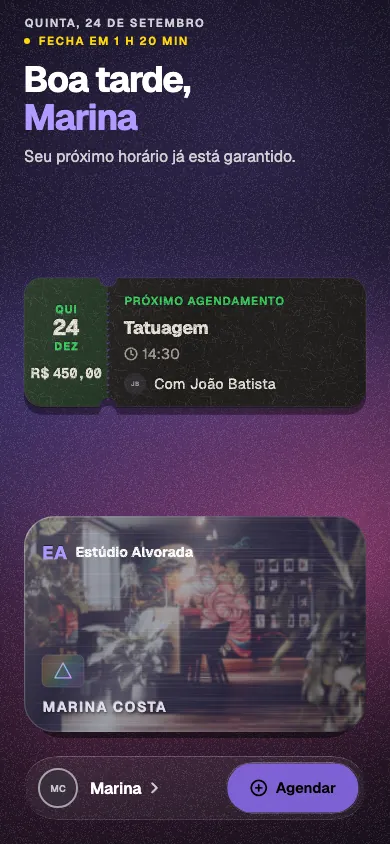 QUINTA, 24 DE SETEMBRO
FECHA EM 1 H 20 MIN
Boa tarde,
Marina
Seu próximo horário já está garantido.
QUI
24
DEZ
R$ 450,00
PRÓXIMO AGENDAMENTO
Tatuagem
14:30
JB Com João Batista
EA Estúdio Alvorada
MARINA COSTA
MC Marina
Agendar